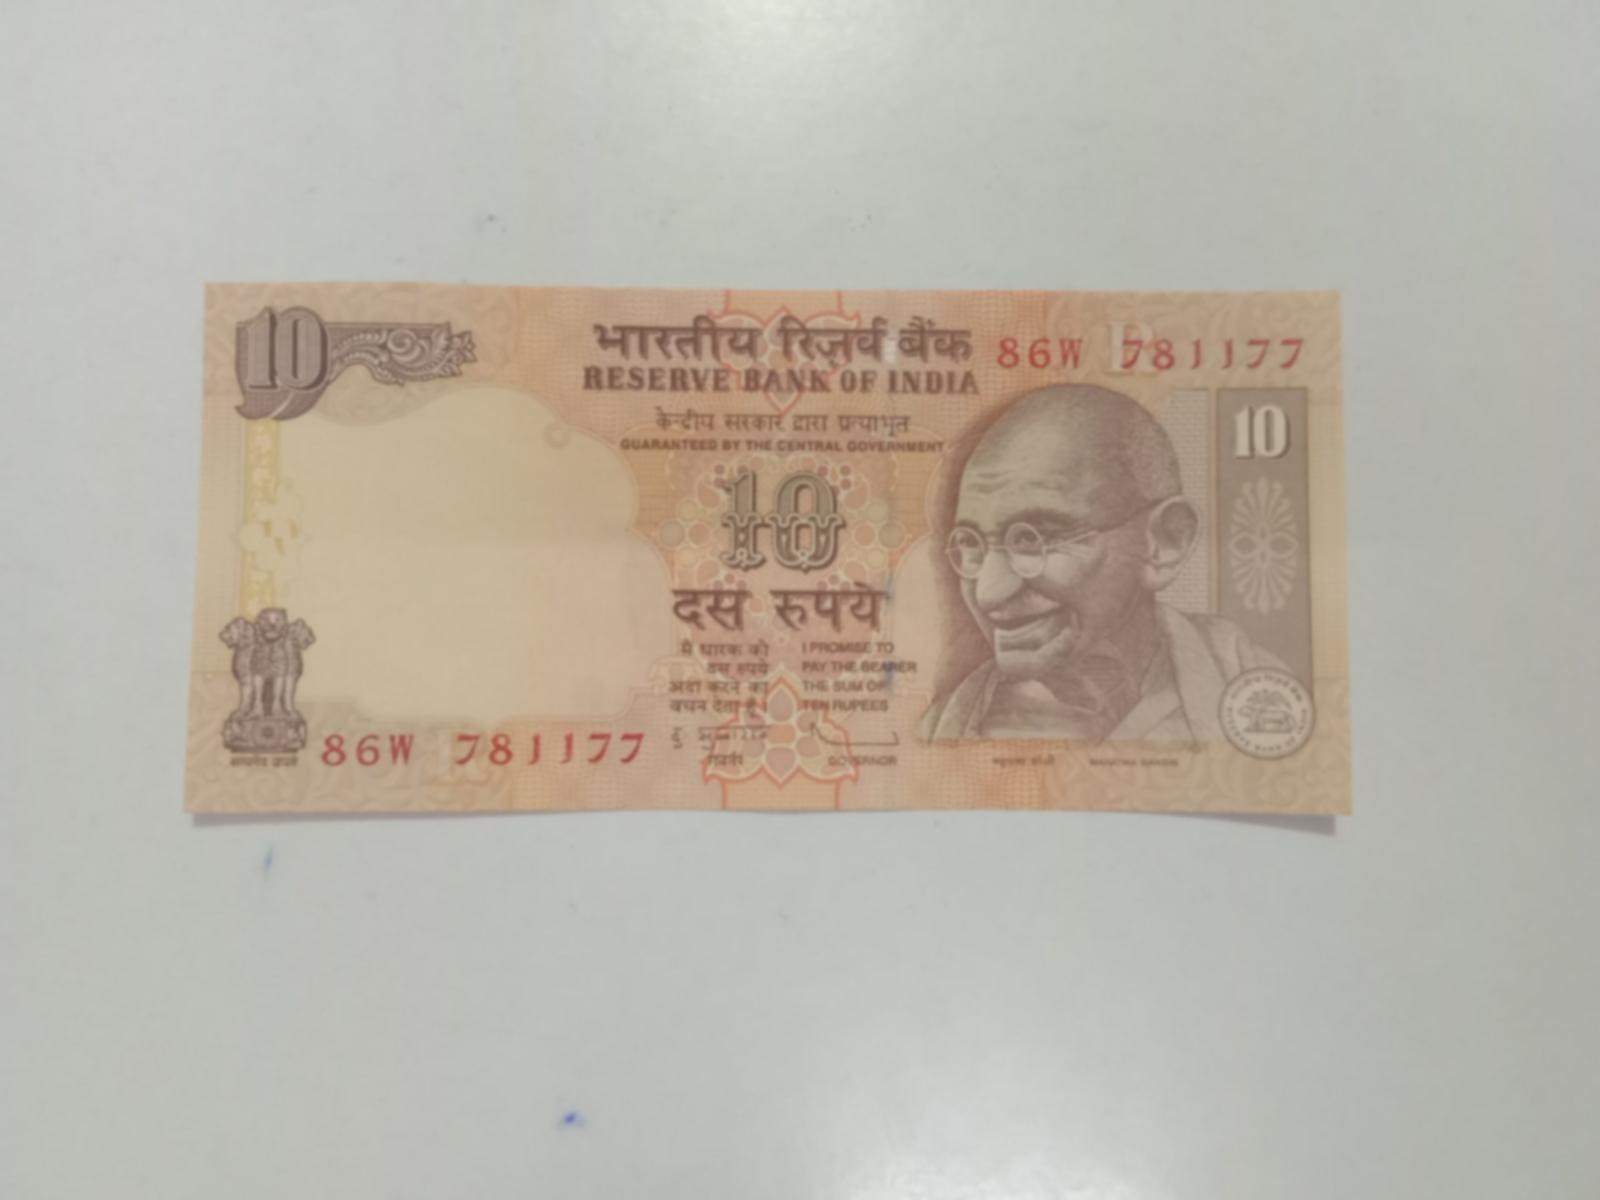 10
भारतीय रिज़र्व बैंक
RESERVE BANK OF INDIA
86W 781177
केन्द्रीय सरकार द्वारा प्रत्याभूत
GUARANTEED BY THE CENTRAL GOVERNMENT
10
10
दस रुपये
मैं धारक को
दस रुपये
अदा करने का
वचन देता हूँ।
I PROMISE TO
PAY THE BEARER
THE SUM OF
TEN RUPEES
गवर्नर
GOVERNOR
86W 781177
सत्यमेव जयते
महात्मा गांधी
MAHATMA GANDHI